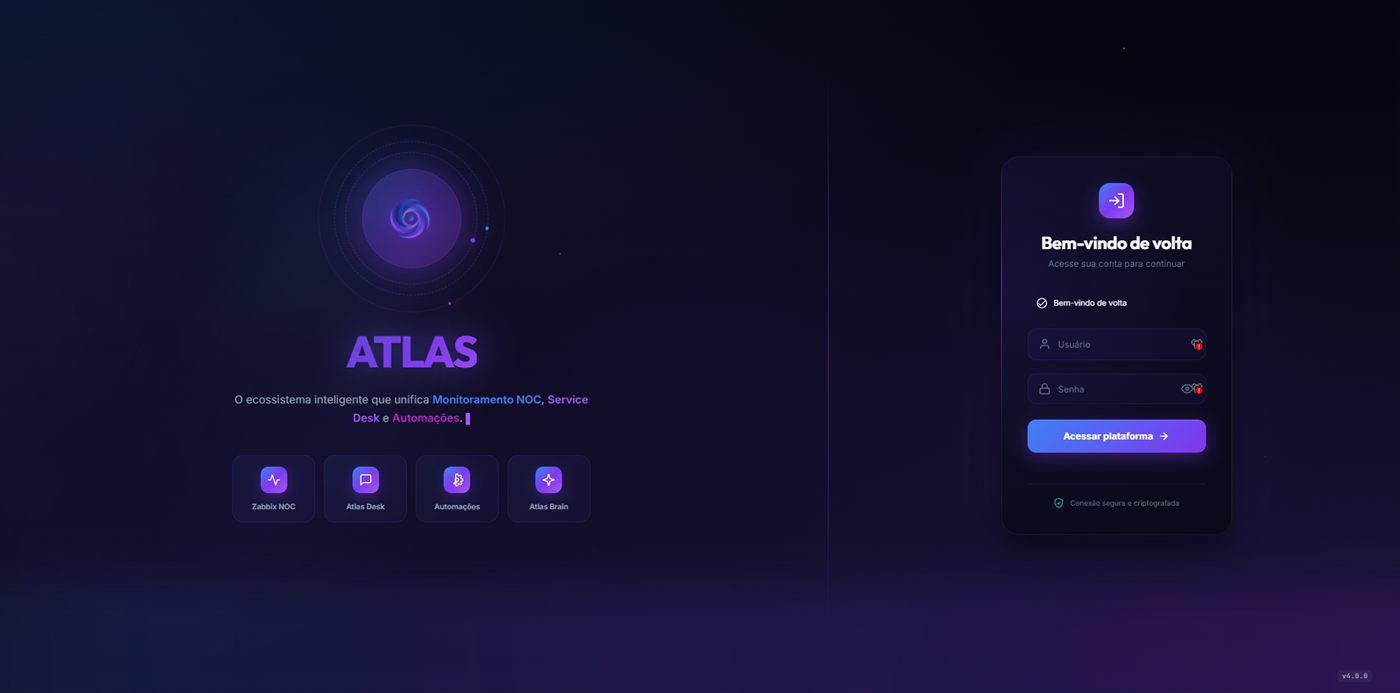 ATLAS
O ecossistema inteligente que unifica Monitoramento NOC, Service
Desk e Automações.
Zabbix NOC
Atlas Desk
Automações
Atlas Brain
Bem-vindo de volta
Acesse sua conta para continuar
Bem-vindo de volta
Usuário
Senha
Acessar plataforma
Conexão segura e criptografada
v4.0.0